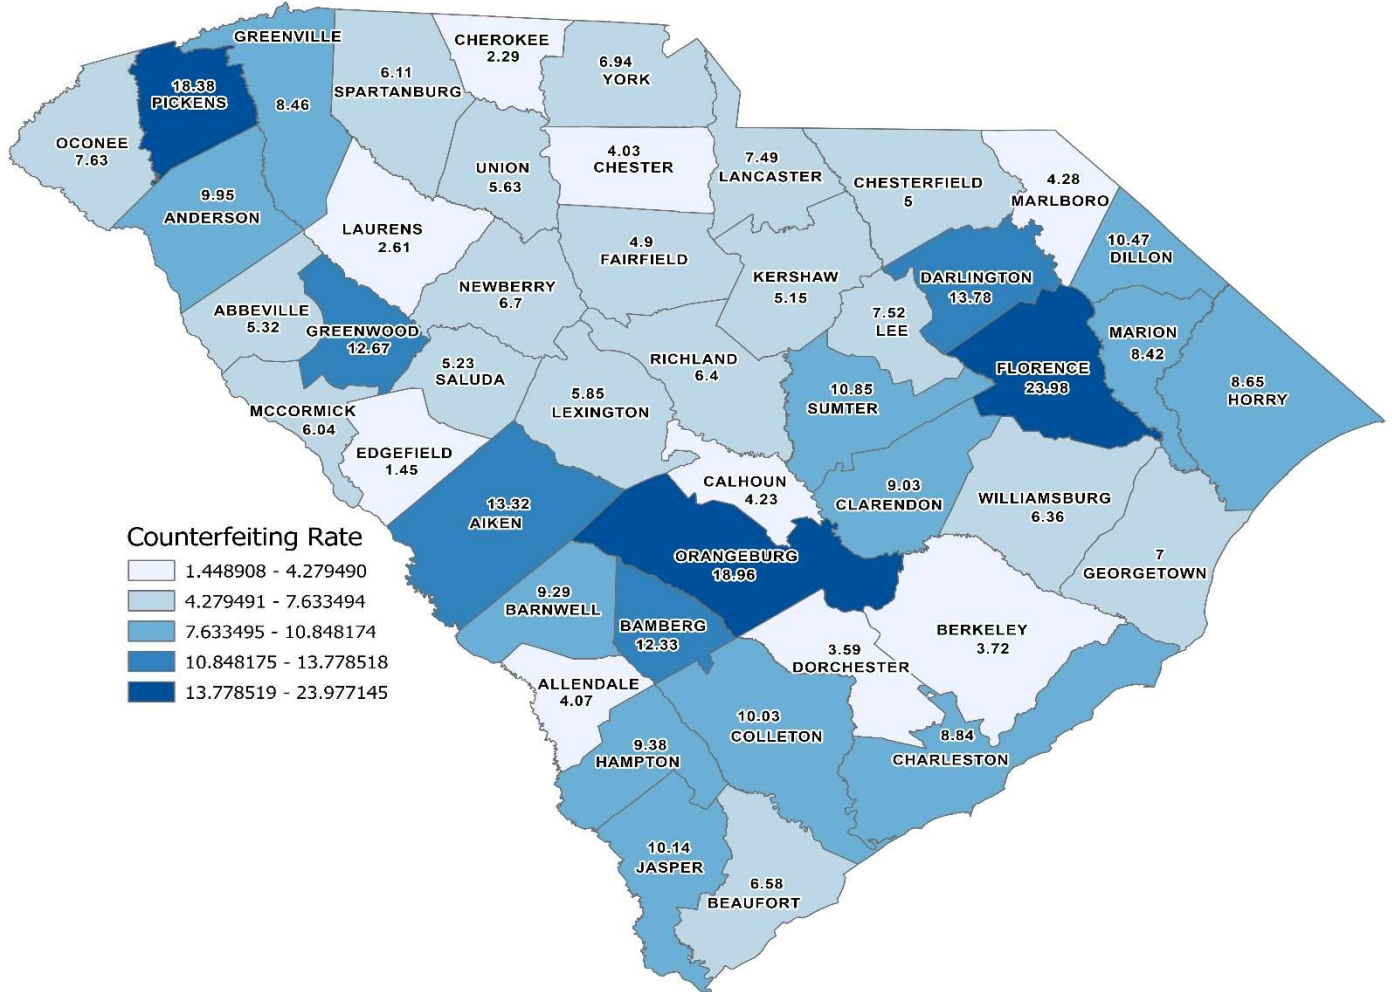 GREENVILLE
8.46
CHEROKEE
2.29
6.11
SPARTANBURG
6.94
YORK
18.38
PICKENS
OCONEE
7.63
UNION
5.63
4.03
CHESTER
7.49
LANCASTER
CHESTERFIELD
5
4.28
MARLBORO
9.95
ANDERSON
LAURENS
2.61
4.9
FAIRFIELD
10.47
DILLON
KERSHAW
5.15
DARLINGTON
13.78
NEWBERRY
6.7
ABBEVILLE
5.32
GREENWOOD
12.67
7.52
LEE
MARION
8.42
RICHLAND
6.4
5.23
SALUDA
FLORENCE
23.98
8.65
HORRY
5.85
LEXINGTON
10.85
SUMTER
MCCORMICK
6.04
EDGEFIELD
1.45
CALHOUN
4.23
9.03
CLARENDON
WILLIAMSBURG
6.36
13.32
AIKEN
ORANGEBURG
18.96
7
GEORGETOWN
9.29
BARNWELL
BAMBERG
12.33
BERKELEY
3.72
3.59
DORCHESTER
ALLENDALE
4.07
10.03
COLLETON
9.38
HAMPTON
8.84
CHARLESTON
10.14
JASPER
6.58
BEAUFORT
Counterfeiting Rate
1.448908 - 4.279490
4.279491 - 7.633494
7.633495 - 10.848174
10.848175 - 13.778518
13.778519 - 23.977145